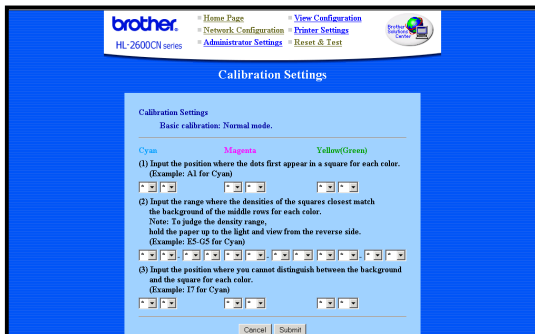 brother.
HL-2600CN series
Home Page
View Configuration
Network Configuration
Printer Settings
Administrator Settings
Reset & Test
Brother
Solutions
Center
Calibration Settings
Calibration Settings
Basic calibration: Normal mode.
Cyan Magenta Yellow(Green)
(1) Input the position where the dots first appear in a square for each color.
(Example: A1 for Cyan)
* * * * * *
(2) Input the range where the densities of the squares closest match
the background of the middle rows for each color.
Note: To judge the density range,
hold the paper up to the light and view from the reverse side.
(Example: E5-G5 for Cyan)
* * - * * * * - * * * * - * *
(3) Input the position where you cannot distinguish between the background
and the square for each color.
(Example: I7 for Cyan)
* * * * * *
Cancel Submit